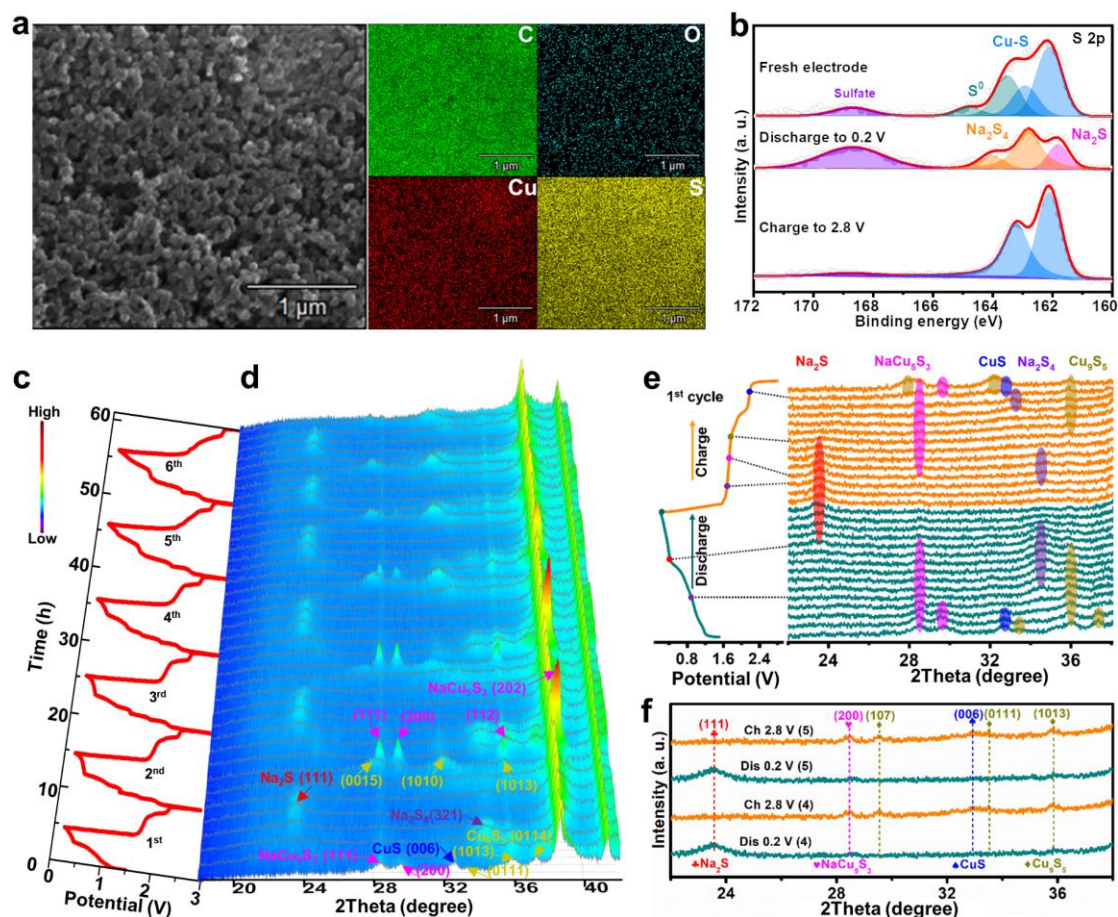 a
C
O
1 µm
1 µm
Cu
S
1 µm
1 µm
1 µm
b
S 2p
Cu-S
Fresh electrode
S⁰
Sulfate
Na₂S₄
Na₂S
Discharge to 0.2 V
Charge to 2.8 V
Intensity (a. u.)
172 170 168 166 164 162 160
Binding energy (eV)
c
High
Low
60
50
40
30
20
10
0
Time (h)
6th
5th
4th
3rd
2nd
1st
0 1 2 3
Potential (V)
d
NaCu₅S₃ (202)
(111)
(200)
(112)
(0015)
(1010)
(1013)
Na₂S (111)
Na₂S₄(321)
Cu₉S₅ (0114)
CuS (006)
(1013)
NaCu₅S₃ (111)
(200)
(0111)
20 24 28 32 36 40
2Theta (degree)
e
Na₂S
NaCu₅S₃
CuS
Na₂S₄
Cu₉S₅
1st cycle
Charge
Discharge
0.8 1.6 2.4
Potential (V)
24 28 32 36
2Theta (degree)
f
(111)
(200)
(107)
(006)
(0111)
(1013)
Ch 2.8 V (5)
Dis 0.2 V (5)
Ch 2.8 V (4)
Dis 0.2 V (4)
Intensity (a. u.)
♣Na₂S
♥NaCu₅S₃
♠CuS
♦Cu₉S₅
22 24 26 28 30 32 34 36 38
2Theta (degree)